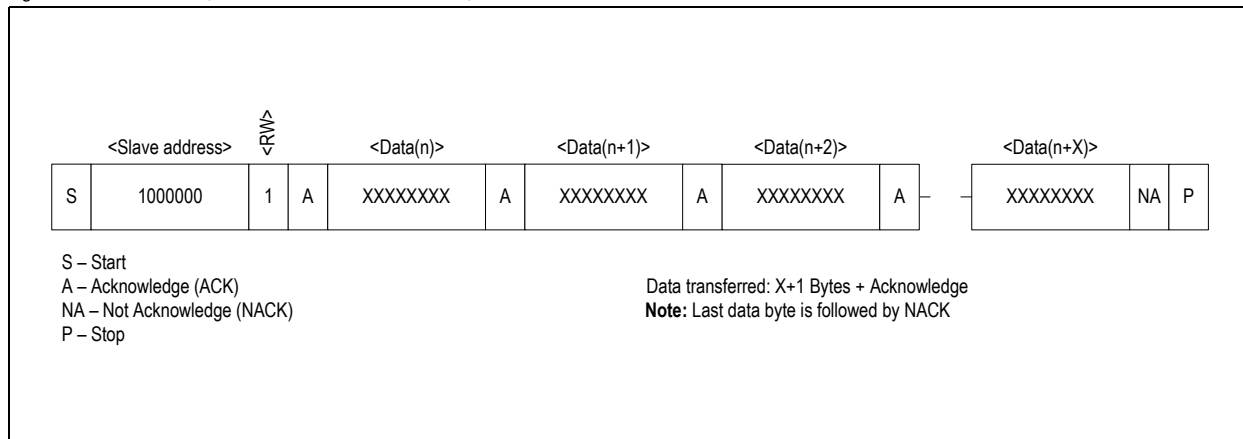 <RW>
<Slave address> <Data(n)> <Data(n+1)> <Data(n+2)> <Data(n+X)>
S 1000000 1 A XXXXXXXX A XXXXXXXX A XXXXXXXX A XXXXXXXX NA P
S – Start
A – Acknowledge (ACK) Data transferred: X+1 Bytes + Acknowledge
NA – Not Acknowledge (NACK) Note: Last data byte is followed by NACK
P – Stop